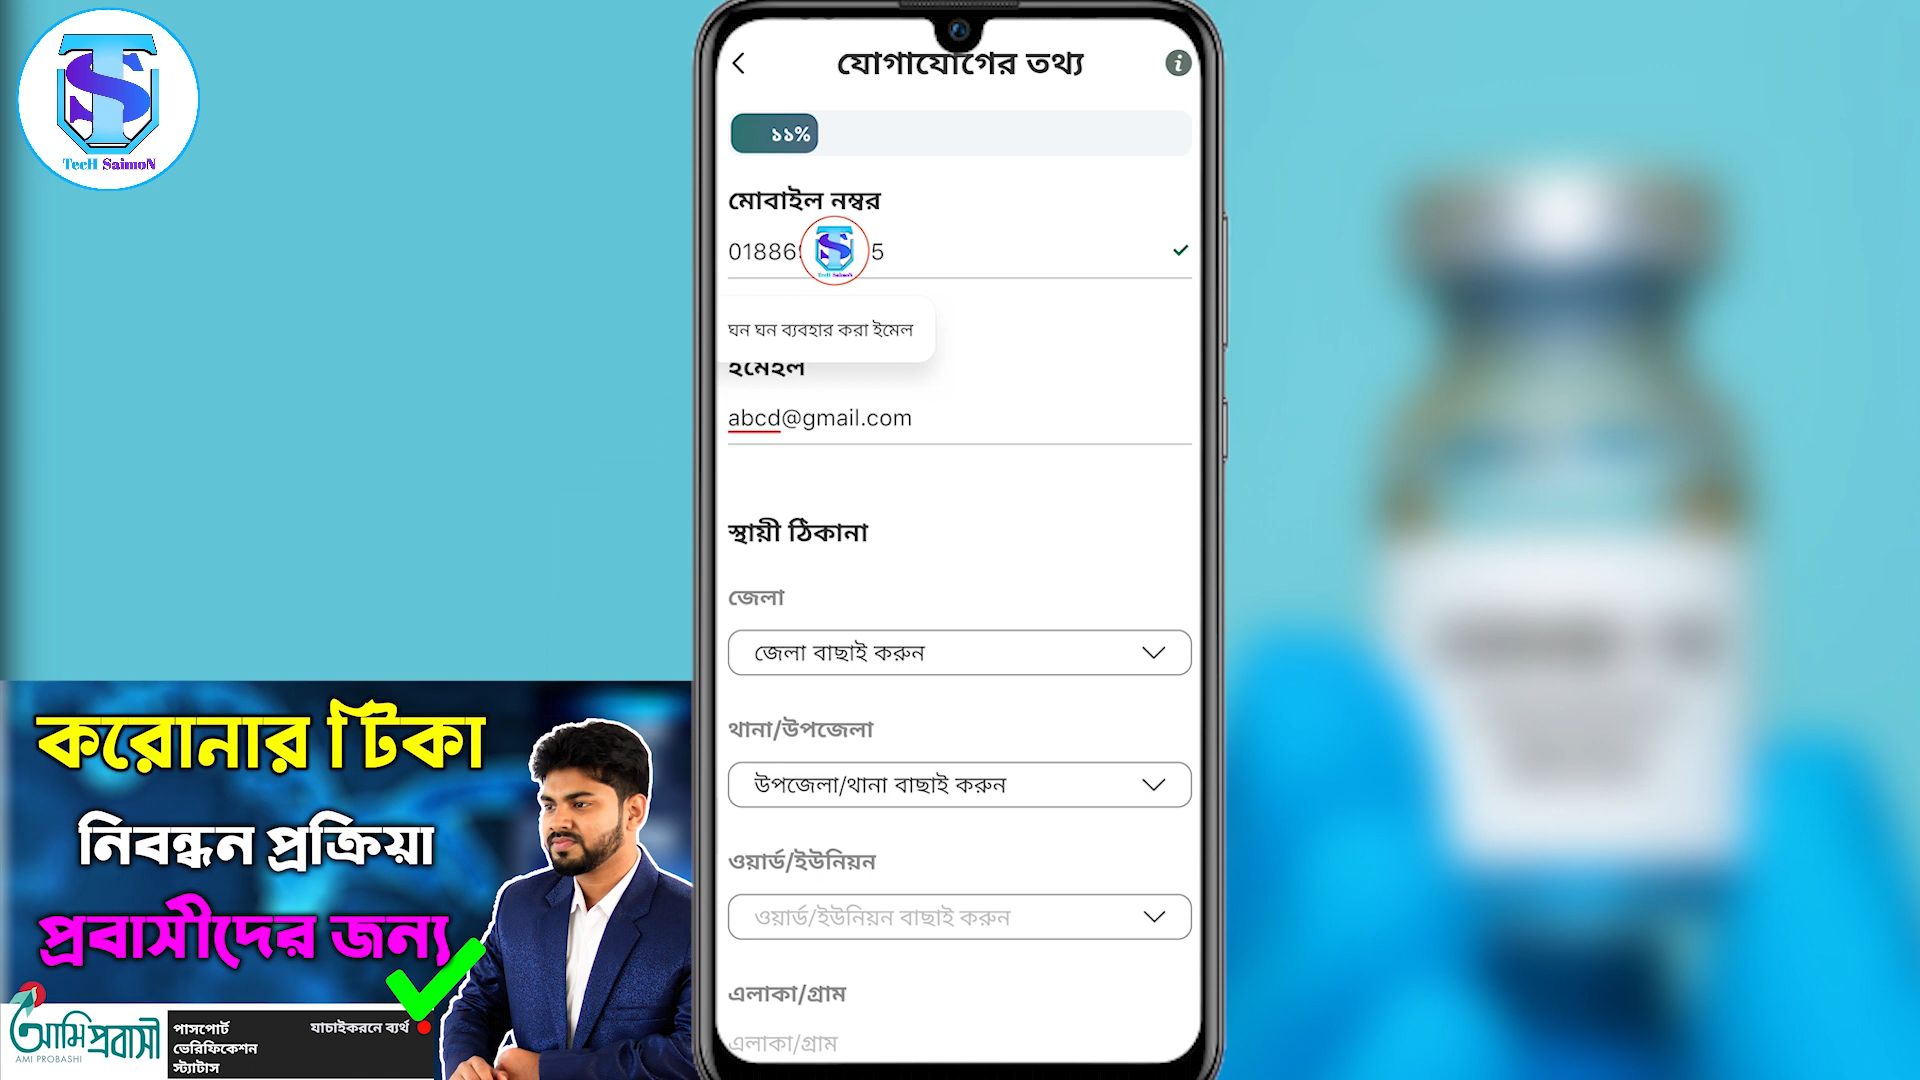 TecH SaimoN
যোগাযোগের তথ্য
১১%
মোবাইল নম্বর
01886
5
ঘন ঘন ব্যবহার করা ইমেল
ইমেইল
abcd@gmail.com
স্থায়ী ঠিকানা
জেলা
জেলা বাছাই করুন
থানা/উপজেলা
উপজেলা/থানা বাছাই করুন
ওয়ার্ড/ইউনিয়ন
ওয়ার্ড/ইউনিয়ন বাছাই করুন
এলাকা/গ্রাম
এলাকা/গ্রাম
করোনার টিকা
নিবন্ধন প্রক্রিয়া
প্রবাসীদের জন্য
আমি প্রবাসী
AMI PROBASHI
পাসপোর্ট
ভেরিফিকেশন
স্ট্যাটাস
যাচাইকরনে ব্যর্থ